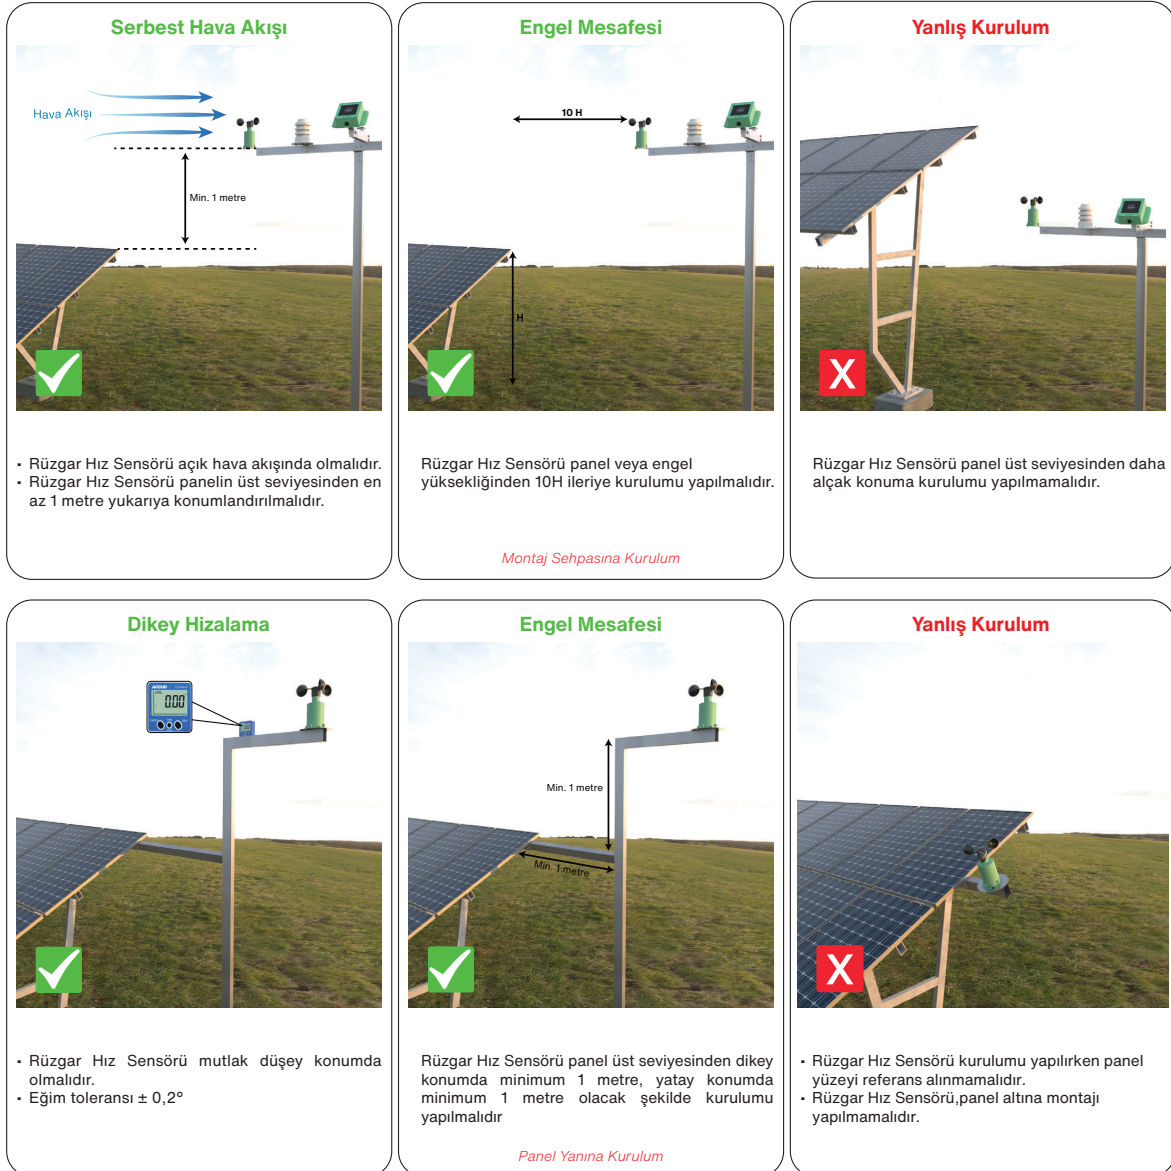 Serbest Hava Akışı
Hava Akışı
Min. 1 metre
▪ Rüzgar Hız Sensörü açık hava akışında olmalıdır.
▪ Rüzgar Hız Sensörü panelin üst seviyesinden en
az 1 metre yukarıya konumlandırılmalıdır.
Engel Mesafesi
10 H
H
Rüzgar Hız Sensörü panel veya engel
yüksekliğinden 10H ileriye kurulumu yapılmalıdır.
Montaj Sehpasına Kurulum
Yanlış Kurulum
X
Rüzgar Hız Sensörü panel üst seviyesinden daha
alçak konuma kurulumu yapılmamalıdır.
Dikey Hizalama
ACCUD
0.00
▪ Rüzgar Hız Sensörü mutlak düşey konumda
olmalıdır.
▪ Eğim toleransı ± 0,2º
Engel Mesafesi
Min. 1 metre
Min. 1 metre
Rüzgar Hız Sensörü panel üst seviyesinden dikey
konumda minimum 1 metre, yatay konumda
minimum 1 metre olacak şekilde kurulumu
yapılmalıdır
Panel Yanına Kurulum
Yanlış Kurulum
X
▪ Rüzgar Hız Sensörü kurulumu yapılırken panel
yüzeyi referans alınmamalıdır.
▪ Rüzgar Hız Sensörü,panel altına montajı
yapılmamalıdır.